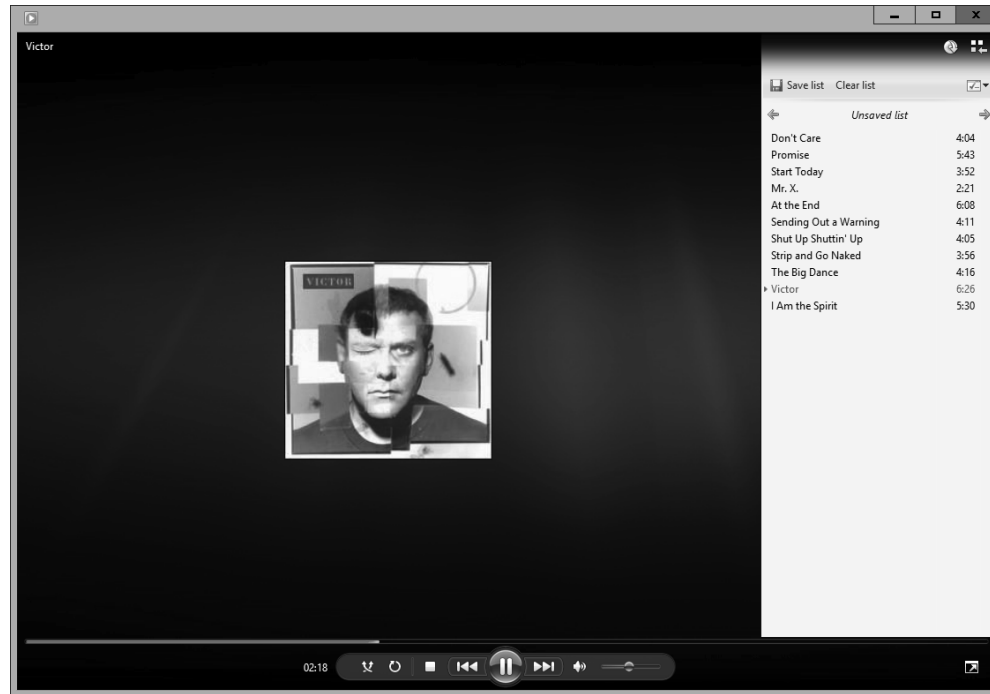 Victor
Save list Clear list
Unsaved list
Don't Care 4:04
Promise 5:43
Start Today 3:52
Mr. X. 2:21
At the End 6:08
Sending Out a Warning 4:11
Shut Up Shuttin' Up 4:05
Strip and Go Naked 3:56
The Big Dance 4:16
Victor 6:26
I Am the Spirit 5:30
VICTOR
02:18